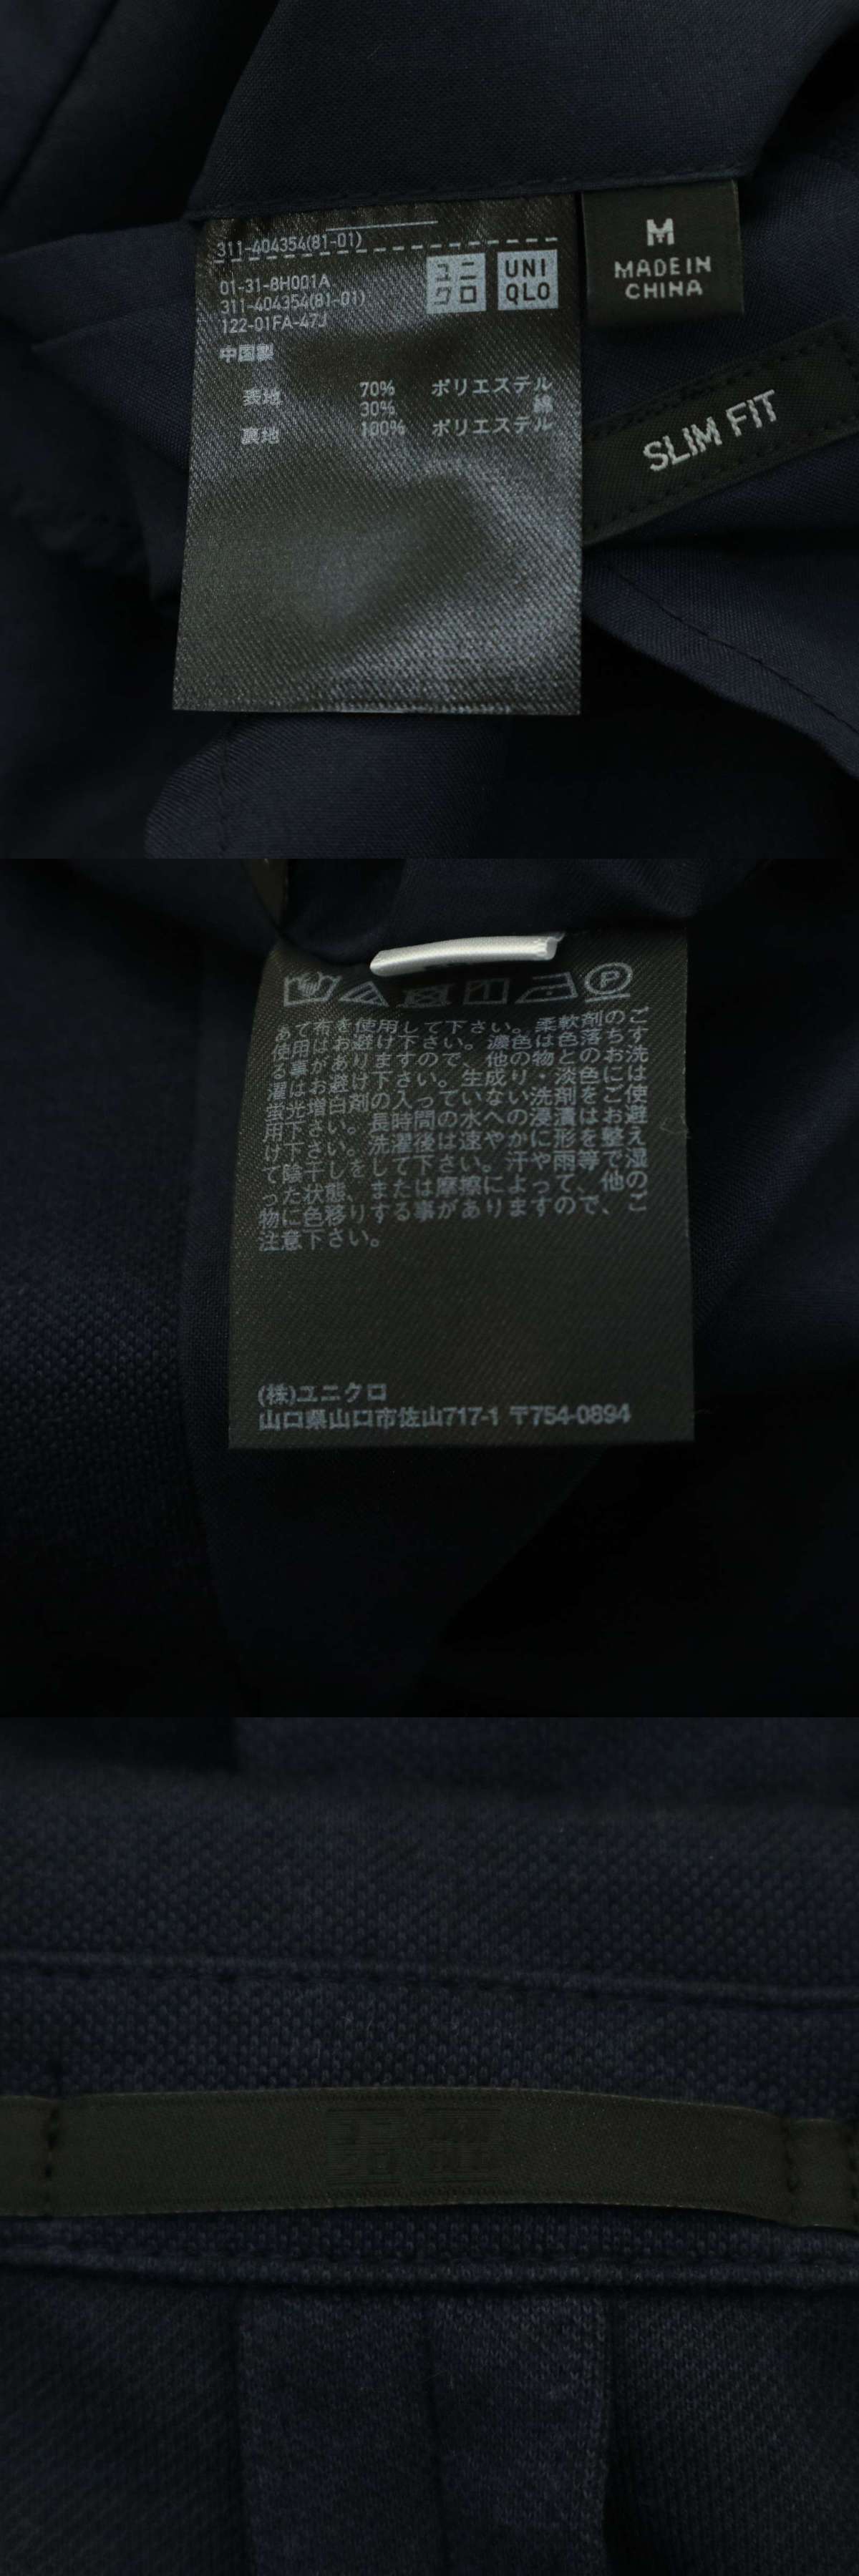 311-404354(81-01)
01-31-8H001A
311-404354(81-01)
122-01FA-47J
中国製
ユニクロ
UNI
QLO
表地 70% ポリエステル
30% 綿
裏地 100% ポリエステル
M
MADE IN
CHINA
SLIM FIT
P
あて布を使用して下さい。柔軟剤のご
使用はお避け下さい。濃色は色落ちす
る事がありますので、他の物とのお洗
濯はお避け下さい。生成り・淡色には
蛍光増白剤の入っていない洗剤をご使
用下さい。長時間の水への浸漬はお避
け下さい。洗濯後は速やかに形を整え
て陰干しをして下さい。汗や雨等で湿
った状態、または摩擦によって、他の
物に色移りする事がありますので、ご
注意下さい。
(株)ユニクロ
山口県山口市佐山717-1 〒754-0894